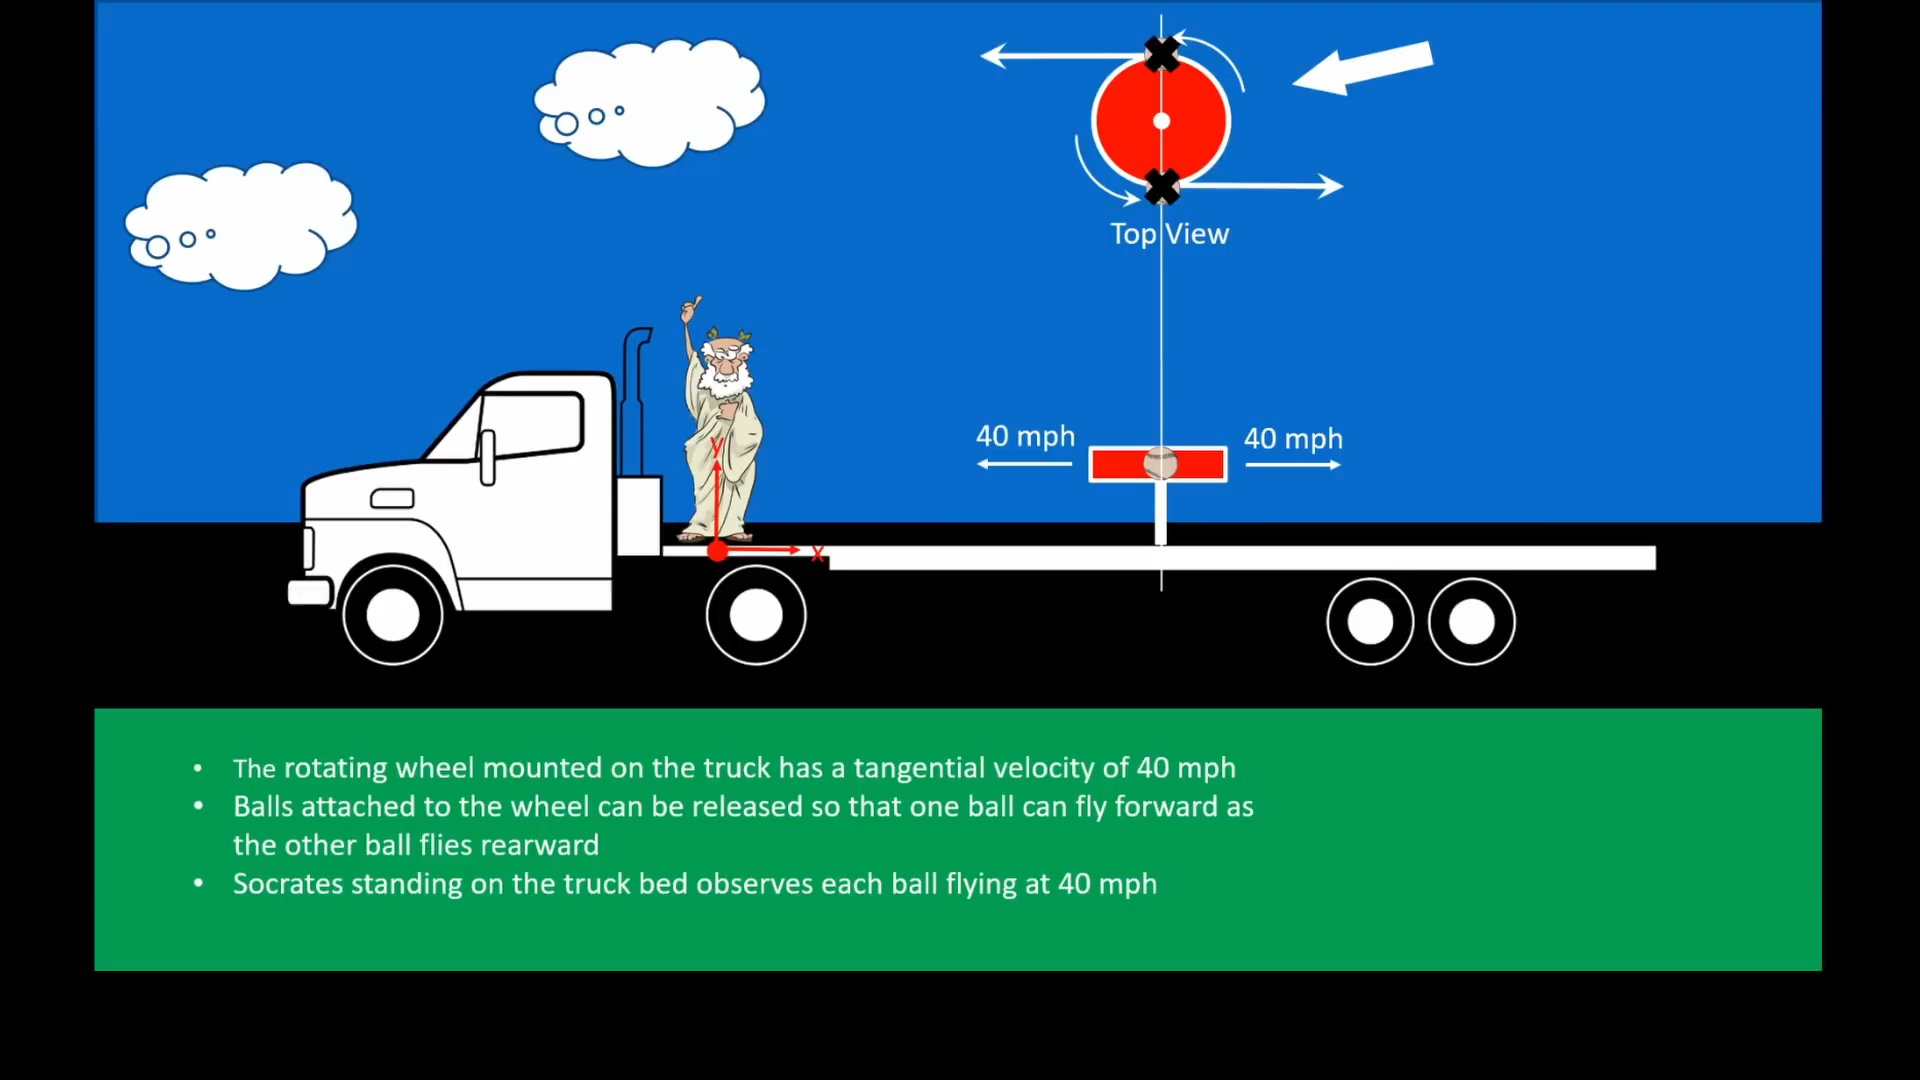 Top View
40 mph
40 mph
y
x
• The rotating wheel mounted on the truck has a tangential velocity of 40 mph
• Balls attached to the wheel can be released so that one ball can fly forward as
the other ball flies rearward
• Socrates standing on the truck bed observes each ball flying at 40 mph